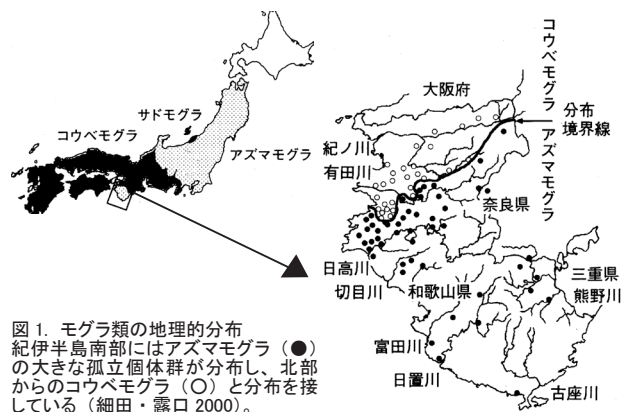 サドモグラ
コウベモグラ
アズマモグラ
コウベモグラ アズマモグラ
大阪府
分布
境界線
紀ノ川
有田川
奈良県
日高川
切目川
和歌山県
三重県
熊野川
富田川
日置川
古座川
図 1. モグラ類の地理的分布
紀伊半島南部にはアズマモグラ(●)
の大きな孤立個体群が分布し、北部
からのコウベモグラ(○)と分布を接
している(細田・露口 2000)。